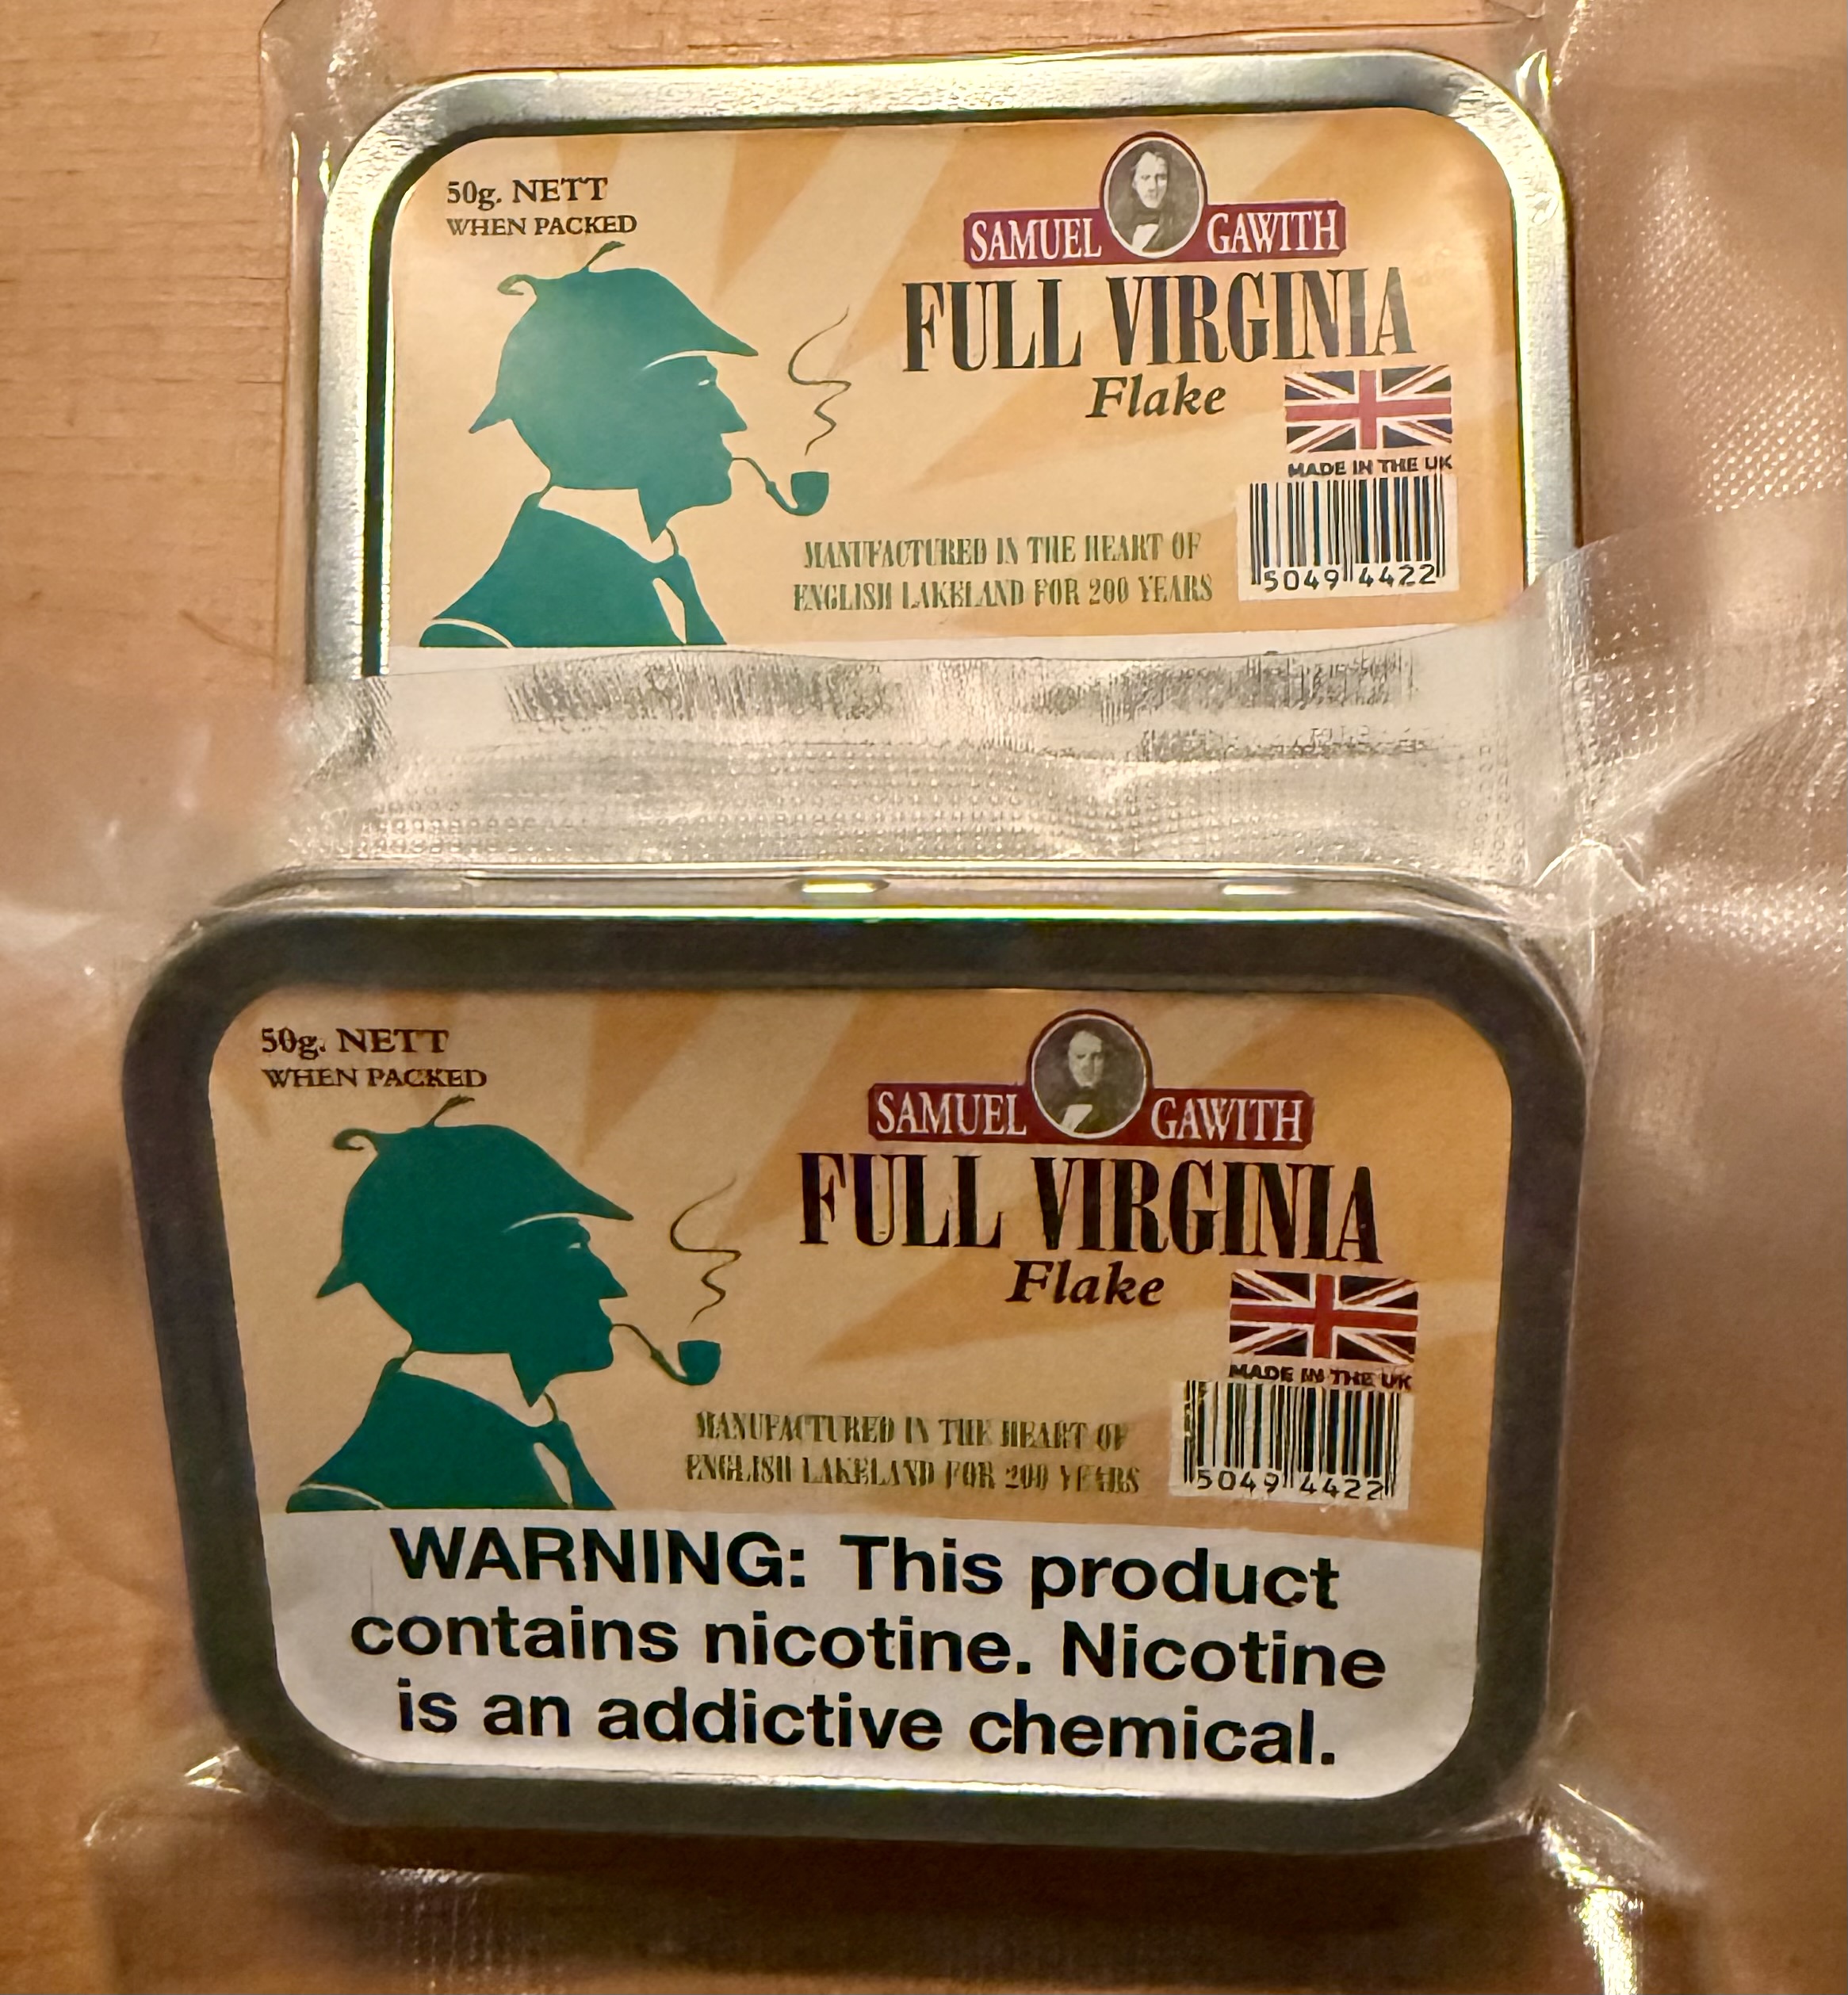 50g. NETT
WHEN PACKED
SAMUEL GAWITH
FULL VIRGINIA
Flake
MADE IN THE UK
MANUFACTURED IN THE HEART OF
ENGLISH LAKELAND FOR 200 YEARS
5049 4422
50g. NETT
WHEN PACKED
SAMUEL GAWITH
FULL VIRGINIA
Flake
MADE IN THE UK
MANUFACTURED IN THE HEART OF
ENGLISH LAKELAND FOR 200 YEARS
5049 4422
WARNING: This product
contains nicotine. Nicotine
is an addictive chemical.